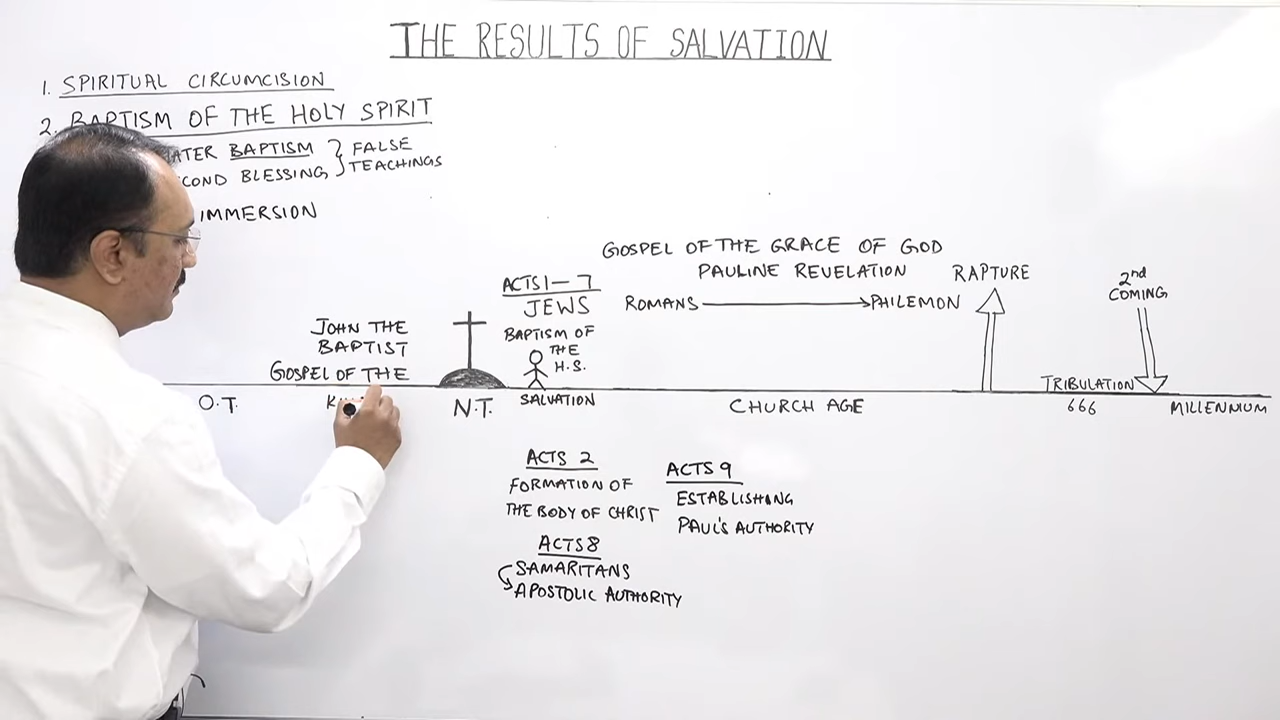 THE RESULTS OF SALVATION
1. SPIRITUAL CIRCUMCISION
2. BAPTISM OF THE HOLY SPIRIT
BAPTISM } FALSE
BLESSING, TEACHINGS
IMMERSION
GOSPEL OF THE GRACE OF GOD
PAULINE REVELATION
ROMANS → PHILEMON
RAPTURE
2nd
COMING
ACTS 1-7
JEWS
BAPTISM OF
THE
H.S.
JOHN THE
BAPTIST
GOSPEL OF THE
O.T.
N.T.
SALVATION
CHURCH AGE
TRIBULATION
666
MILLENNIUM
ACTS 2
FORMATION OF
THE BODY OF CHRIST
ACTS 8
SAMARITANS
APOSTOLIC AUTHORITY
ACTS 9
ESTABLISHING
PAUL'S AUTHORITY